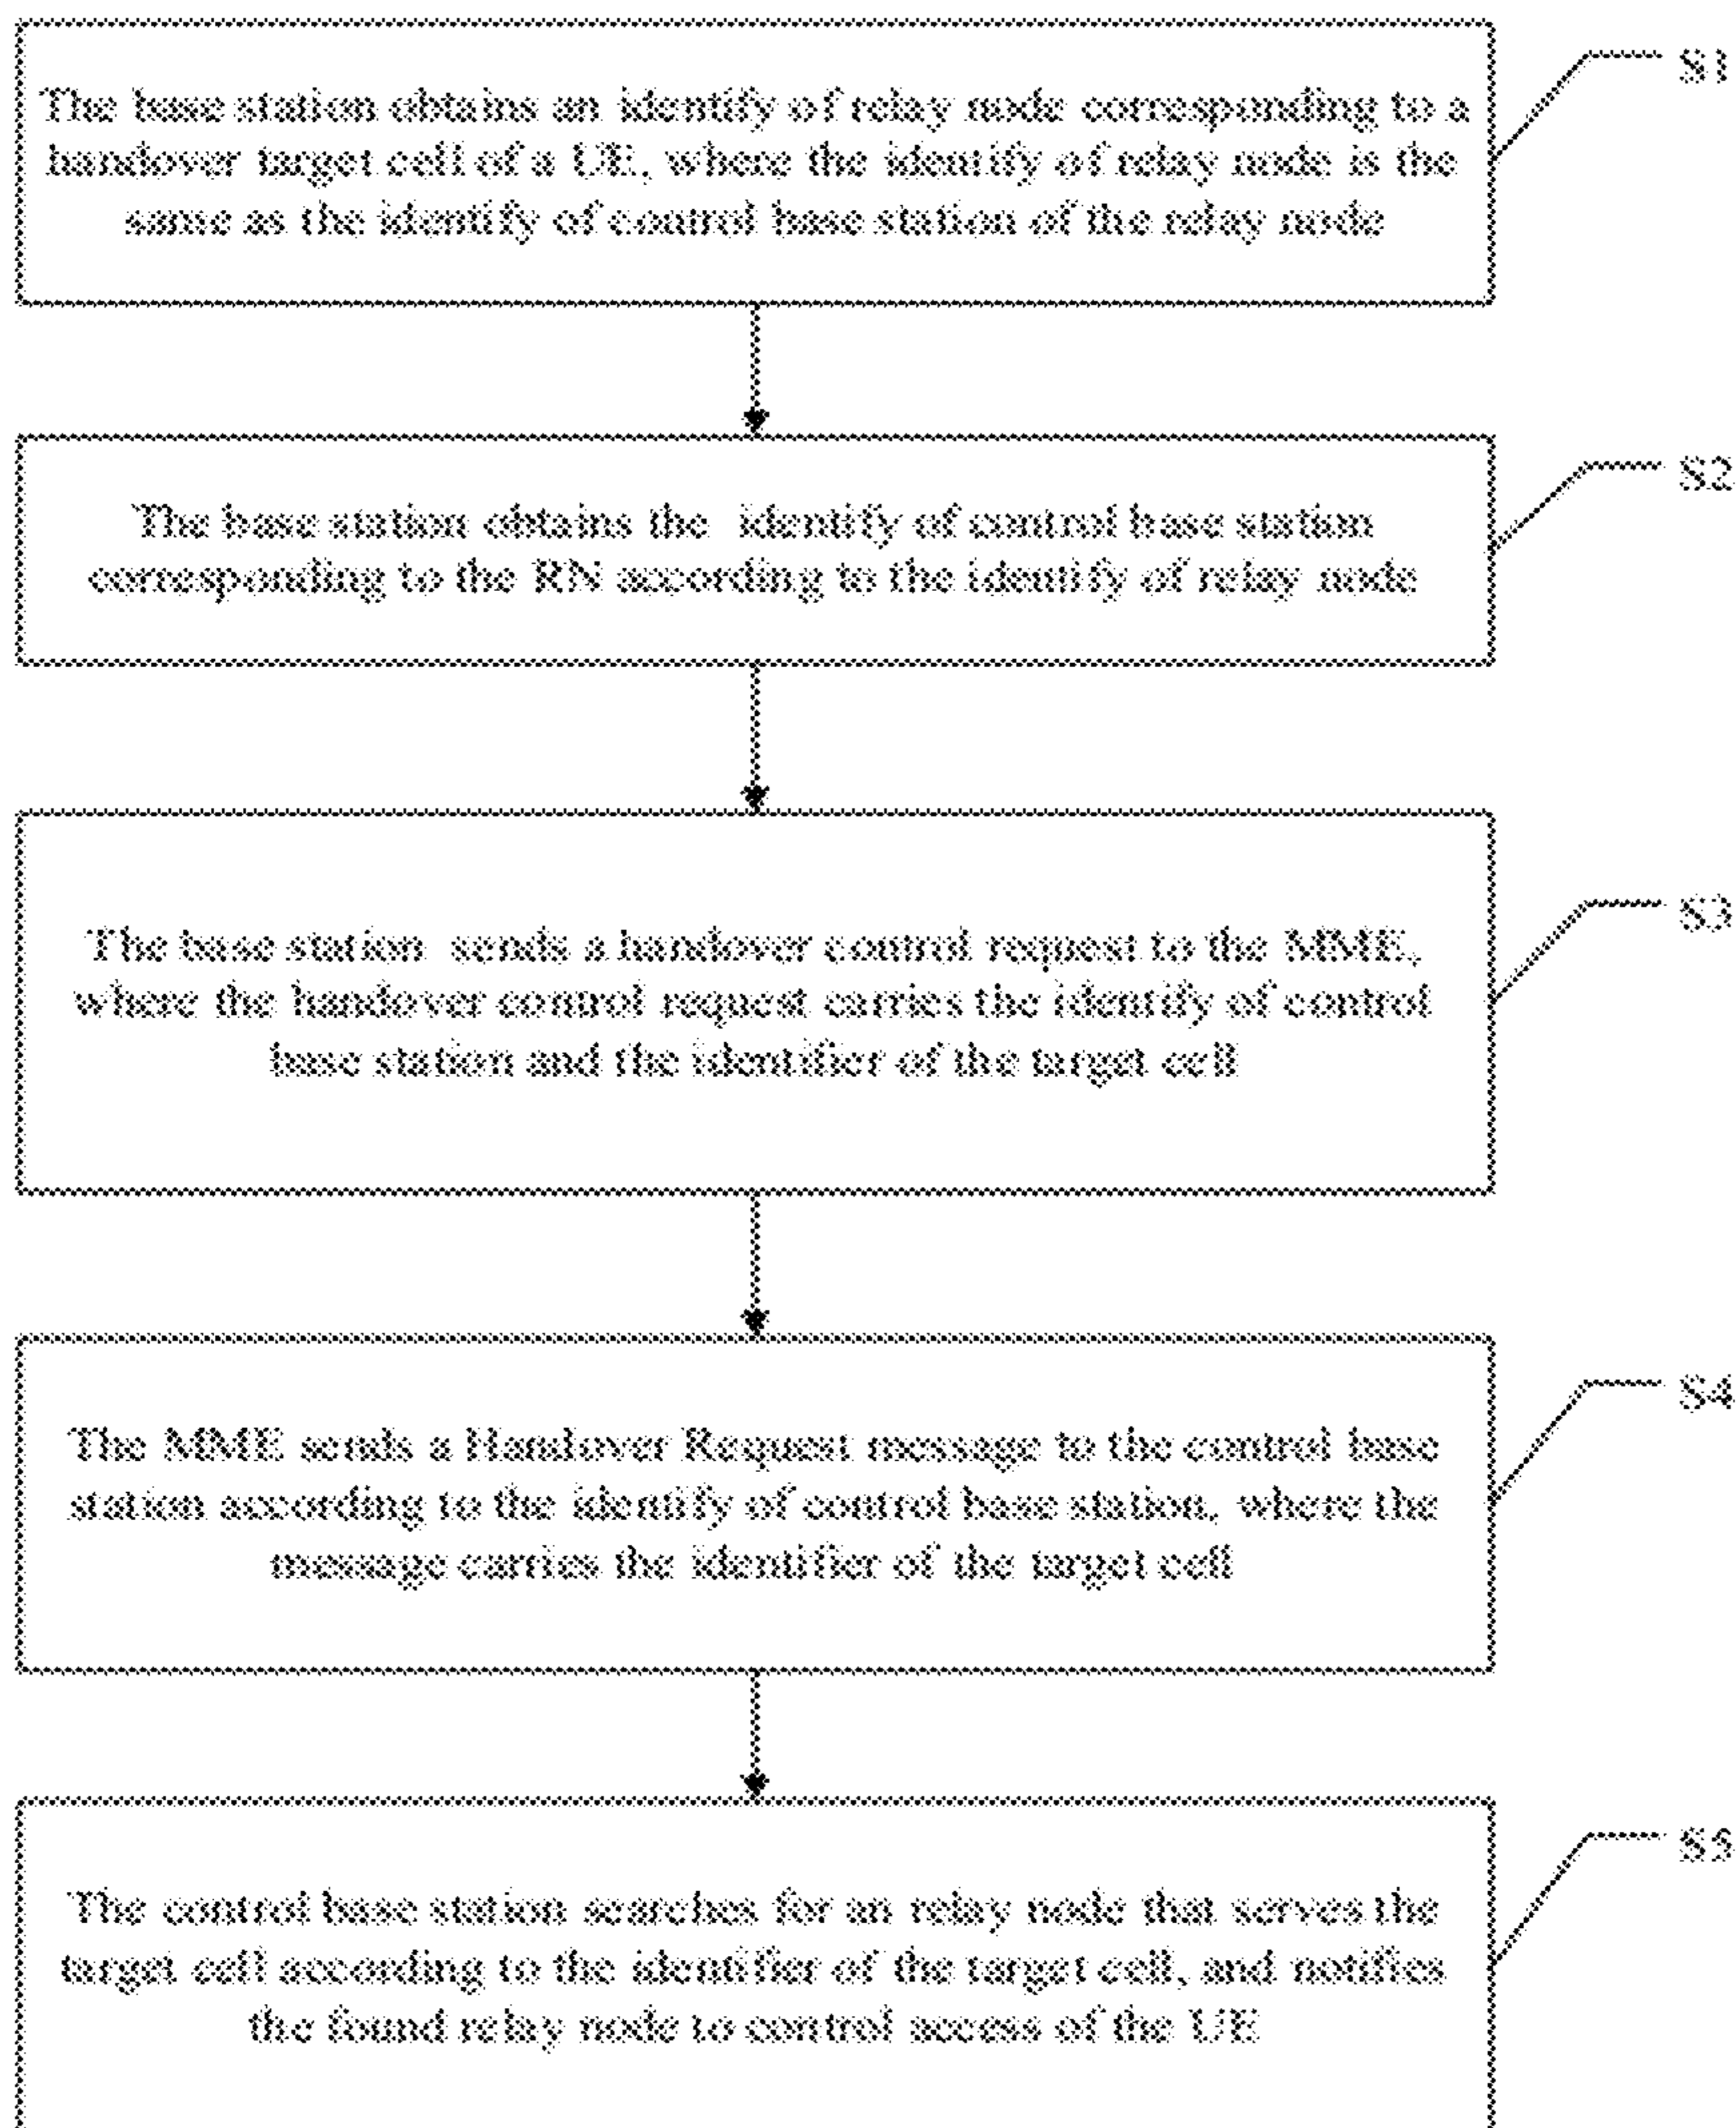 The base station obtains an identify of relay node corresponding to a
handover target cell of a UE, where the identify of relay node is the
same as the identify of control base station of the relay node
S1
The base station obtains the identify of control base station
corresponding to the RN according to the identify of relay node
S2
The base station sends a handover control request to the MME,
where the handover control request carries the identify of control
base station and the identifier of the target cell
S3
The MME sends a Handover Request message to the control base
station according to the identify of control base station, where the
message carries the identifier of the target cell
S4
The control base station searches for an relay node that serves the
target cell according to the identifier of the target cell, and notifies
the found relay node to control access of the UE
S5